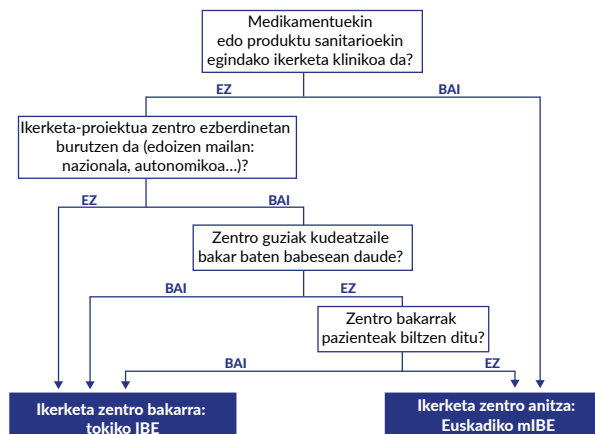 Medikamentuekin
edo produktu sanitarioekin
egindako ikerketa klinikoa da?
EZ
BAI
Ikerketa-proiektua zentro ezberdinetan
burutzen da (edoizen mailan:
nazionala, autonomikoa...)?
EZ
BAI
Zentro guziak kudeatzaile
bakar baten babesean daude?
BAI
EZ
Zentro bakarrak
pazienteak biltzen ditu?
BAI
EZ
Ikerketa zentro bakarra:
tokiko IBE
Ikerketa zentro anitza:
Euskadiko mIBE